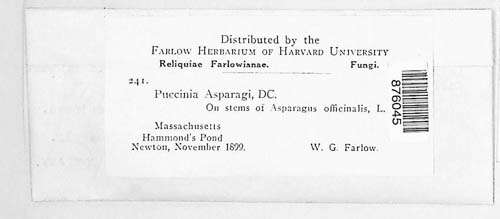 Distributed by the
FARLOW HERBARIUM OF HARVARD UNIVERSITY
Reliquiae Farlowianae. Fungi.
241.
Puccinia Asparagi, DC.
On stems of Asparagus officinalis, L.
Massachusetts
Hammond's Pond
Newton, November 1899. W. G. Farlow.
876045